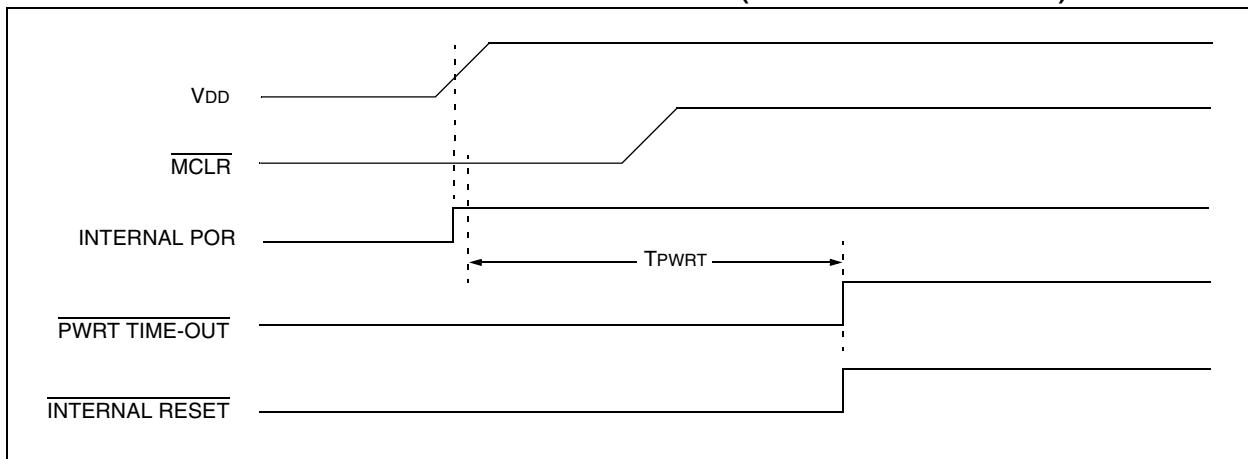 VDD
MCLR
INTERNAL POR
TPWRT
PWRT TIME-OUT
INTERNAL RESET